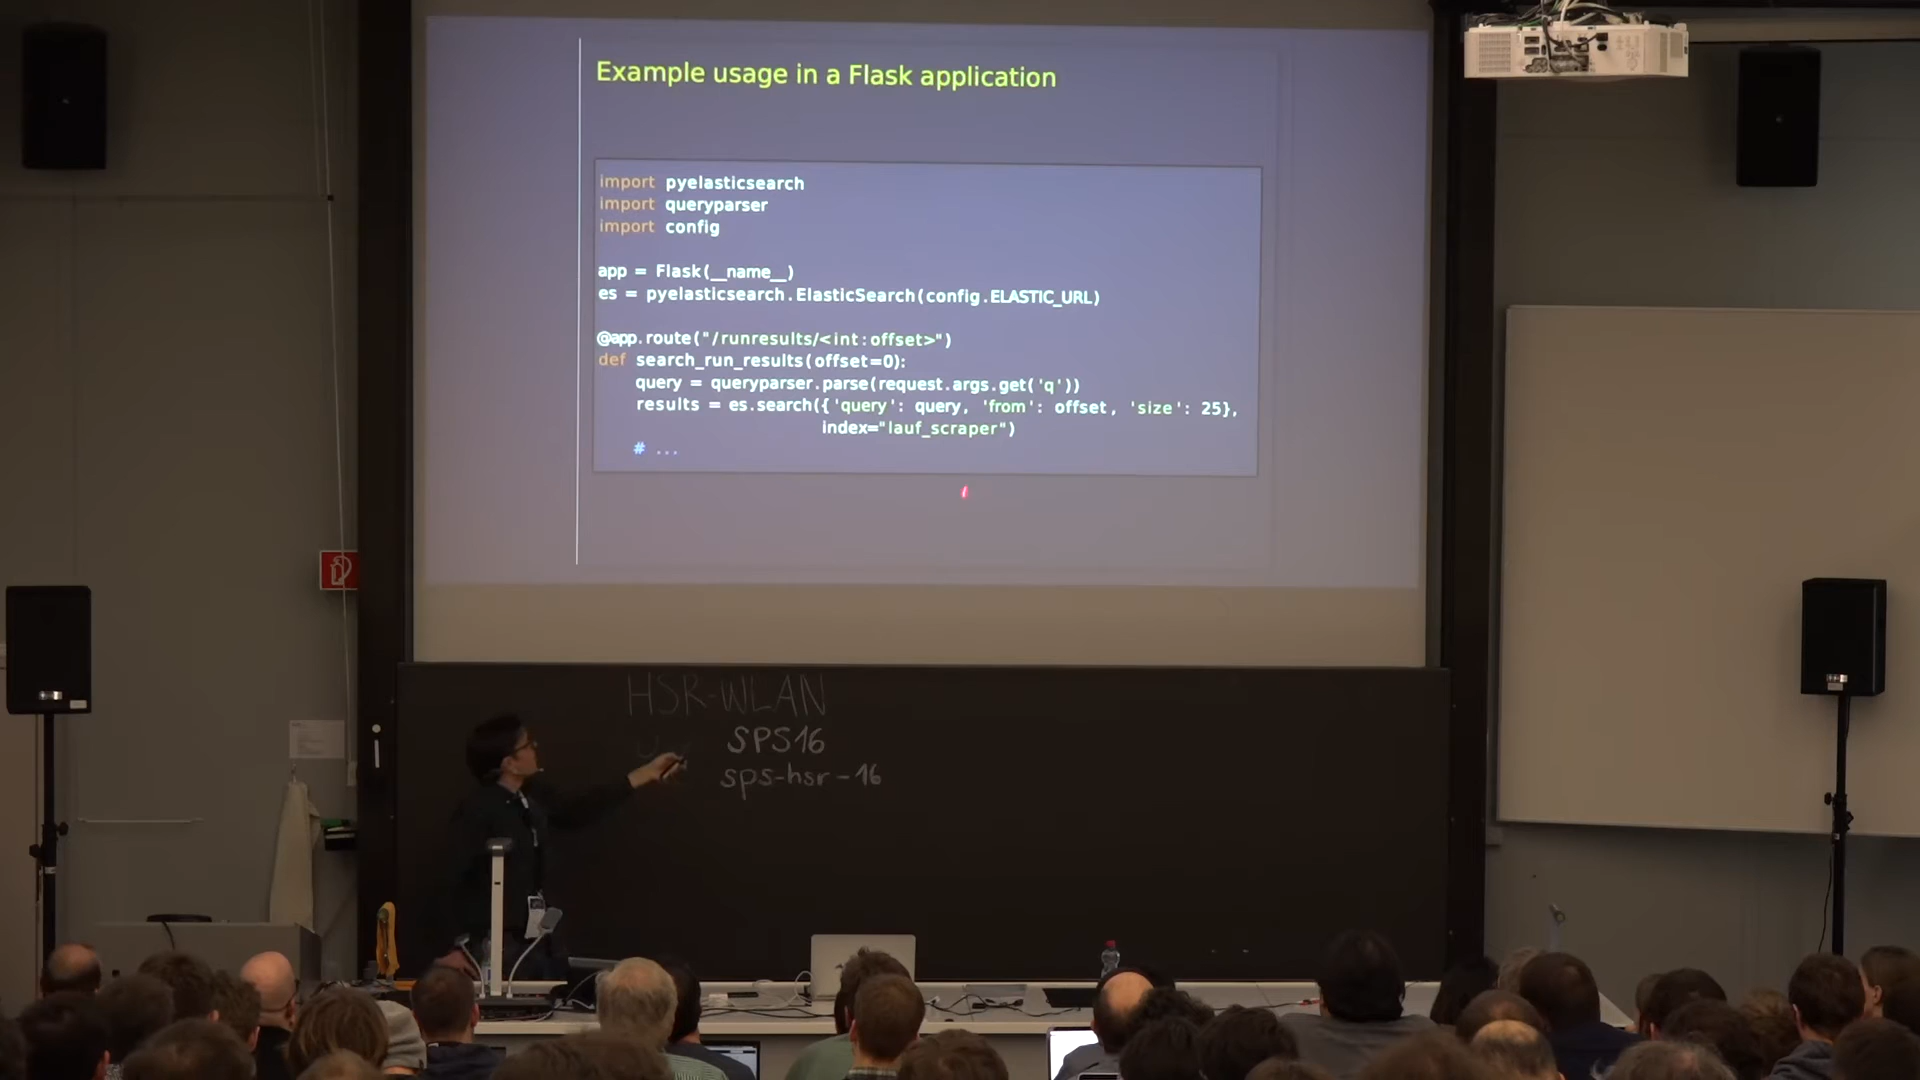 Example usage in a Flask application
import pyelasticsearch
import queryparser
import config
app = Flask(__name__)
es = pyelasticsearch.ElasticSearch(config.ELASTIC_URL)
@app.route("/runresults/<int:offset>")
def search_run_results(offset=0):
query = queryparser.parse(request.args.get('q'))
results = es.search({'query': query, 'from': offset, 'size': 25},
index="lauf_scraper")
# ...
HSR-WLAN
SPS16
sps-hsr-16